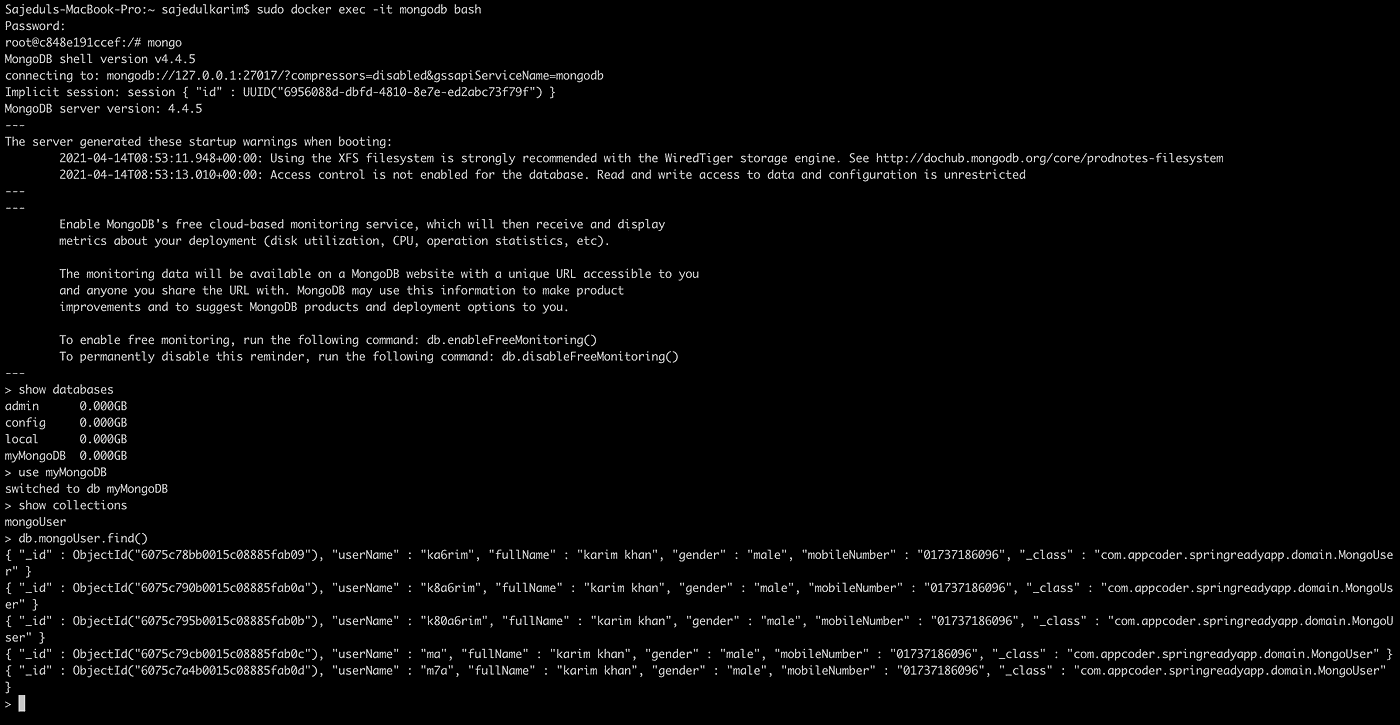 Sajeduls-MacBook-Pro:~ sajedulkarim$ sudo docker exec -it mongodb bash
Password:
root@c848e191ccef:/# mongo
MongoDB shell version v4.4.5
connecting to: mongodb://127.0.0.1:27017/?compressors=disabled&gssapiServiceName=mongodb
Implicit session: session { "id" : UUID("6956088d-dbfd-4810-8e7e-ed2abc73f79f") }
MongoDB server version: 4.4.5
---
The server generated these startup warnings when booting:
        2021-04-14T08:53:11.948+00:00: Using the XFS filesystem is strongly recommended with the WiredTiger storage engine. See http://dochub.mongodb.org/core/prodnotes-filesystem
        2021-04-14T08:53:13.010+00:00: Access control is not enabled for the database. Read and write access to data and configuration is unrestricted
---
---
        Enable MongoDB's free cloud-based monitoring service, which will then receive and display
        metrics about your deployment (disk utilization, CPU, operation statistics, etc).

        The monitoring data will be available on a MongoDB website with a unique URL accessible to you
        and anyone you share the URL with. MongoDB may use this information to make product
        improvements and to suggest MongoDB products and deployment options to you.

        To enable free monitoring, run the following command: db.enableFreeMonitoring()
        To permanently disable this reminder, run the following command: db.disableFreeMonitoring()
---
> show databases
admin      0.000GB
config     0.000GB
local      0.000GB
myMongoDB  0.000GB
> use myMongoDB
switched to db myMongoDB
> show collections
mongoUser
> db.mongoUser.find()
{ "_id" : ObjectId("6075c78bb0015c08885fab09"), "userName" : "ka6rim", "fullName" : "karim khan", "gender" : "male", "mobileNumber" : "01737186096", "_class" : "com.appcoder.springreadyapp.domain.MongoUse
r" }
{ "_id" : ObjectId("6075c790b0015c08885fab0a"), "userName" : "k8a6rim", "fullName" : "karim khan", "gender" : "male", "mobileNumber" : "01737186096", "_class" : "com.appcoder.springreadyapp.domain.MongoUs
er" }
{ "_id" : ObjectId("6075c795b0015c08885fab0b"), "userName" : "k80a6rim", "fullName" : "karim khan", "gender" : "male", "mobileNumber" : "01737186096", "_class" : "com.appcoder.springreadyapp.domain.MongoU
ser" }
{ "_id" : ObjectId("6075c79cb0015c08885fab0c"), "userName" : "ma", "fullName" : "karim khan", "gender" : "male", "mobileNumber" : "01737186096", "_class" : "com.appcoder.springreadyapp.domain.MongoUser" }
{ "_id" : ObjectId("6075c7a4b0015c08885fab0d"), "userName" : "m7a", "fullName" : "karim khan", "gender" : "male", "mobileNumber" : "01737186096", "_class" : "com.appcoder.springreadyapp.domain.MongoUser"
}
>